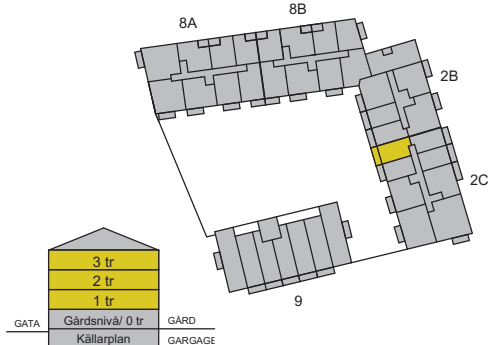 8A
8B
2B
2C
9
3 tr
2 tr
1 tr
GATA
Gårdsnivå/ 0 tr
GÅRD
Källarplan
GARGAGE